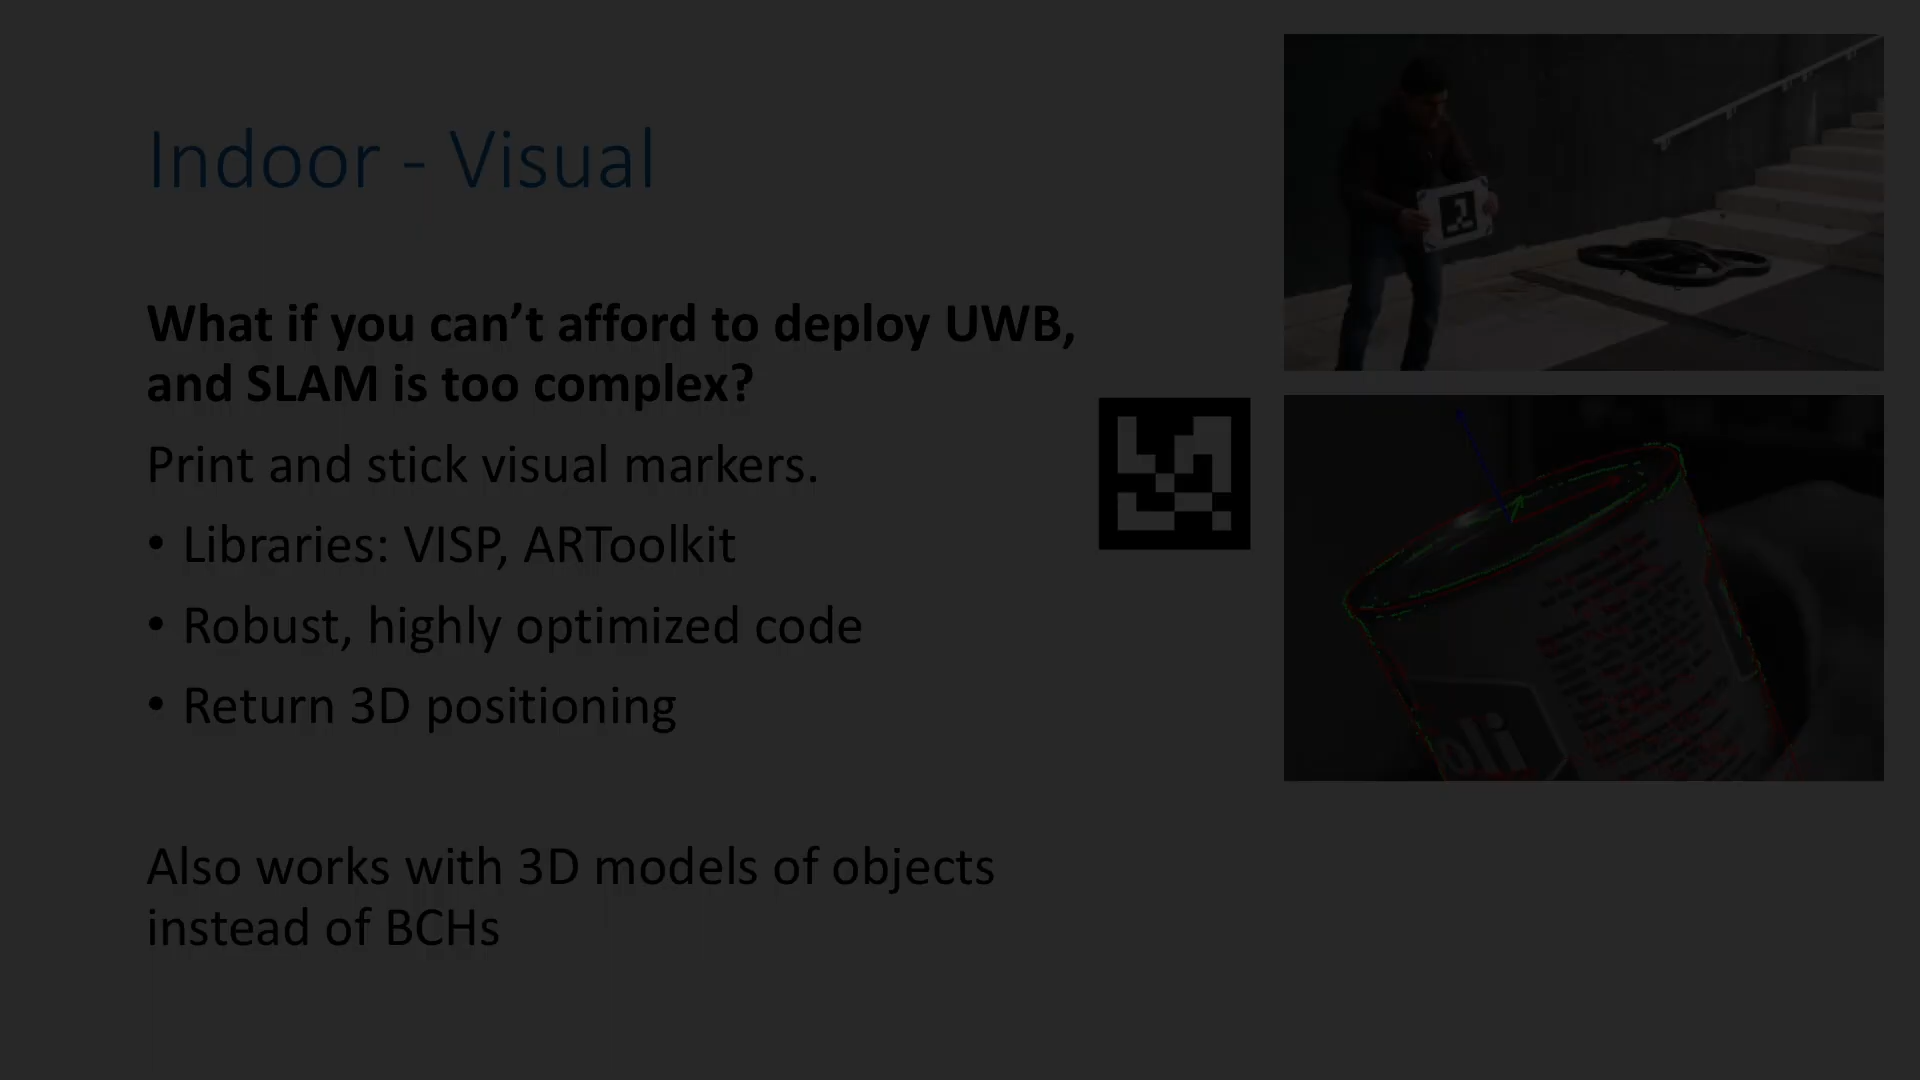 Indoor - Visual
What if you can’t afford to deploy UWB,
and SLAM is too complex?
Print and stick visual markers.
• Libraries: VISP, ARToolkit
• Robust, highly optimized code
• Return 3D positioning
Also works with 3D models of objects
instead of BCHs
oli